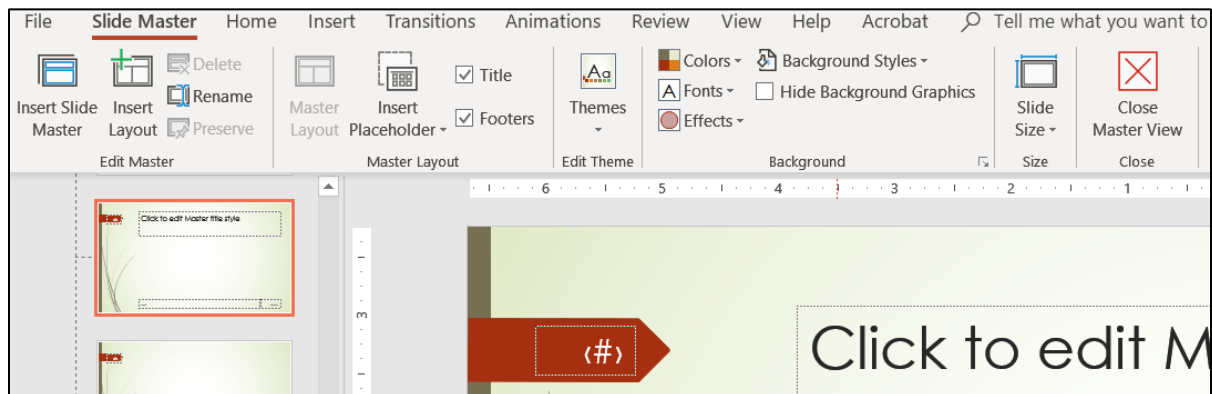 File Slide Master Home Insert Transitions Animations Review View Help Acrobat Tell me what you want to
Insert Slide Master
Insert Layout
Delete
Rename
Preserve
Edit Master
Master Layout
Insert Placeholder
Title
Footers
Master Layout
Aa
Themes
Edit Theme
Colors
A Fonts
Effects
Background Styles
Hide Background Graphics
Background
Slide Size
Size
Close Master View
Close
6 5 4 3 2 1
3
Click to edit Master title style
‹#›
Click to edit M